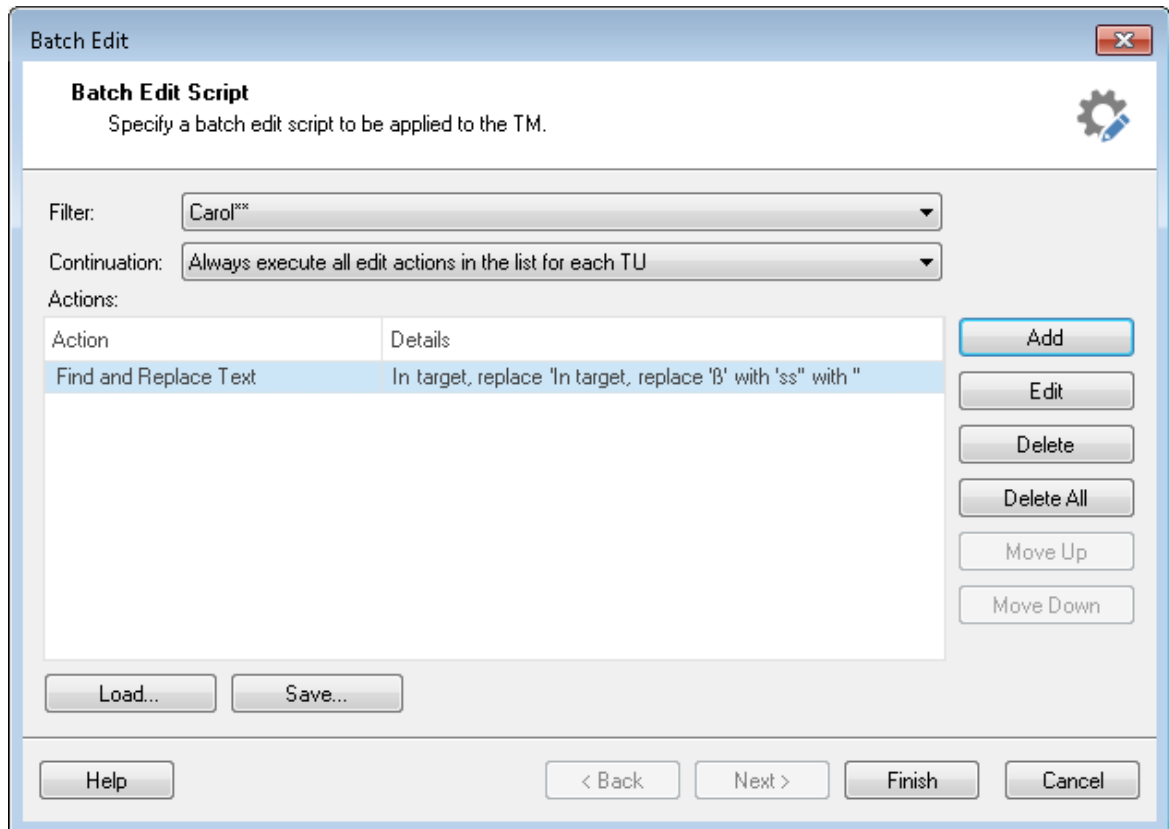 Batch Edit
Batch Edit Script
Specify a batch edit script to be applied to the TM.
Filter: Carol**
Continuation: Always execute all edit actions in the list for each TU
Actions:
Action Details Add
Find and Replace Text In target, replace 'In target, replace 'ß' with 'ss'' with ''
Edit
Delete
Delete All
Move Up
Move Down
Load... Save...
Help < Back Next > Finish Cancel